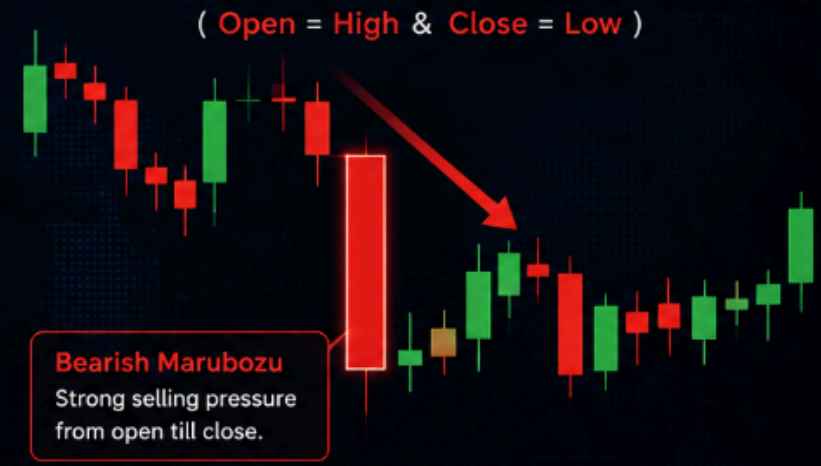 ( Open = High & Close = Low )
Bearish Marubozu
Strong selling pressure
from open till close.